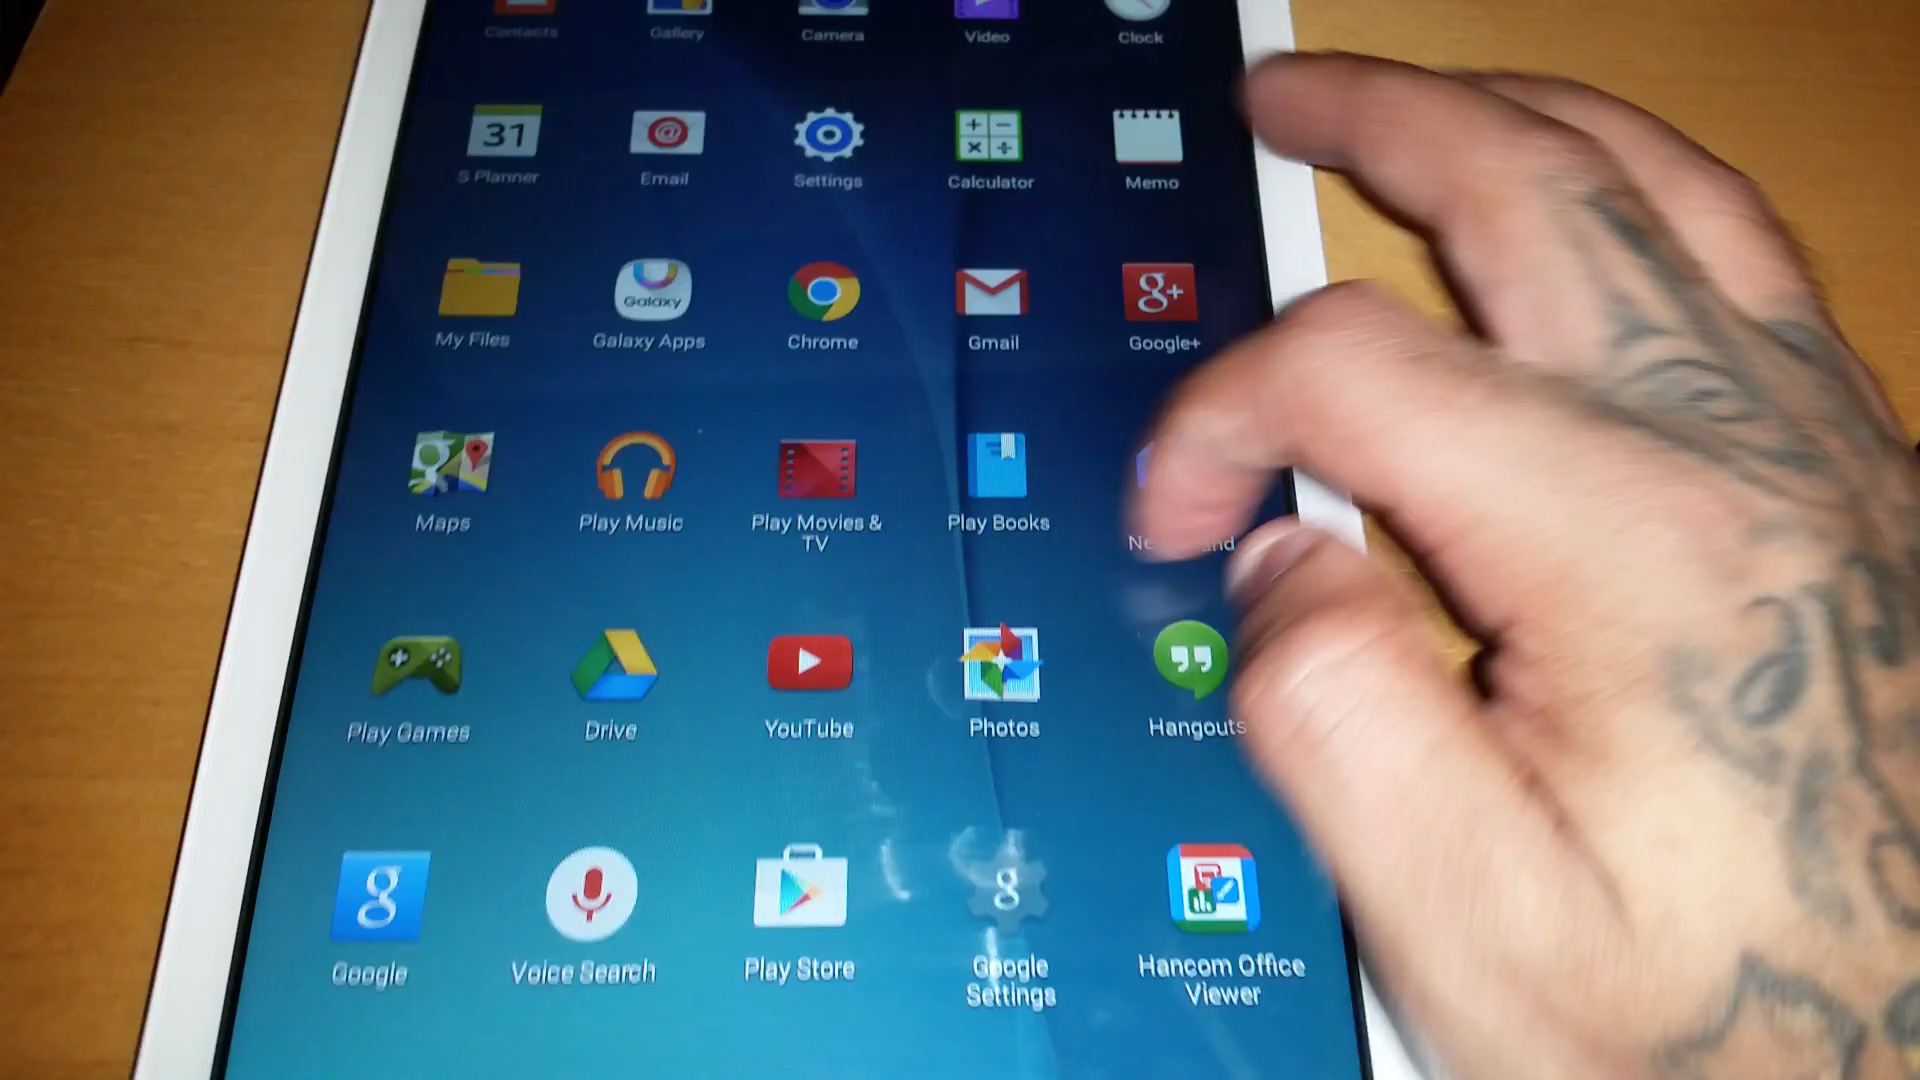 Contacts
Gallery
Camera
Video
Clock
31
S Planner
@
Email
Settings
+ −
× ÷
Calculator
Memo
My Files
Galaxy
Galaxy Apps
Chrome
Gmail
g+
Google+
g
Maps
Play Music
Play Movies &
TV
Play Books
Play Games
Drive
YouTube
Photos
Hangouts
g
Google
Voice Search
Play Store
g
Google
Settings
Hancom Office
Viewer